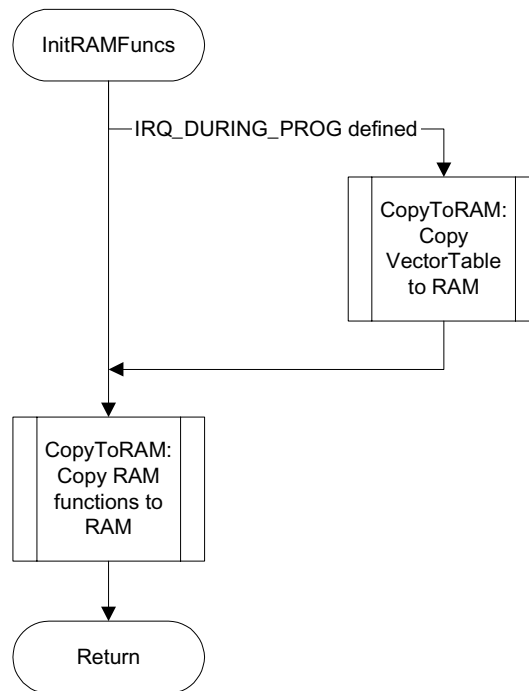 InitRAMFuncs
IRQ_DURING_PROG defined
CopyToRAM:
Copy
VectorTable
to RAM
CopyToRAM:
Copy RAM
functions to
RAM
Return